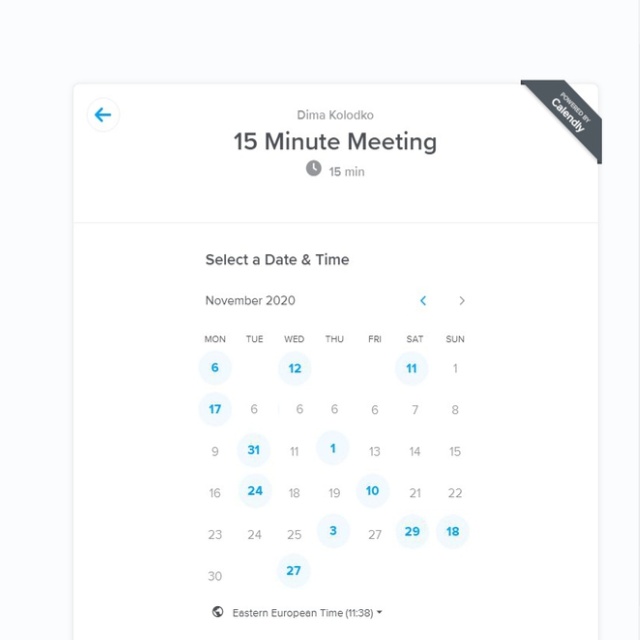 Dima Kolodko
POWERED BY
Calendly
15 Minute Meeting
15 min
Select a Date & Time
November 2020
MON TUE WED THU FRI SAT SUN
6 12 11 1
17 6 6 6 6 7 8
9 31 11 1 13 14 15
16 24 18 19 10 21 22
23 24 25 3 27 29 18
30 27
Eastern European Time (11:38)